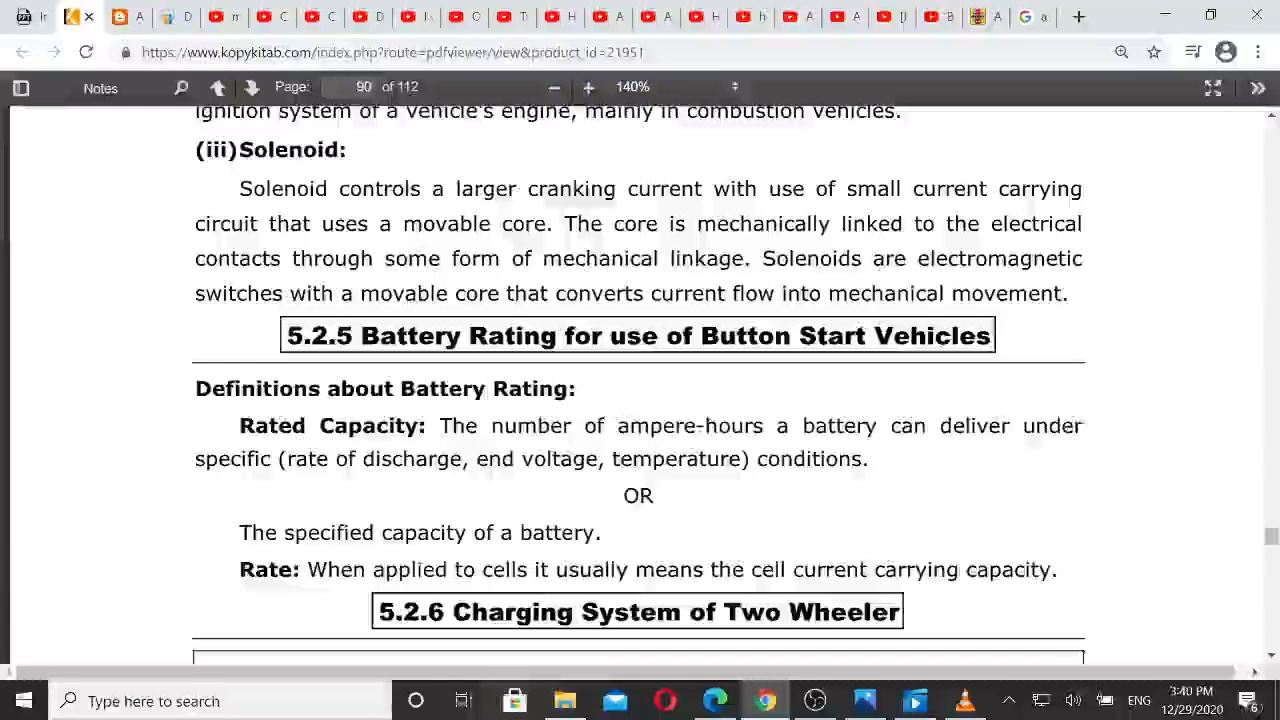 Ir K A D m C C D L C T H A A H h A A [] B A G a
https://www.kopykitab.com/index.php?route=pdfviewer/view&product_id=21951
Notes Page: 90 of 112 140%
ignition system of a vehicle's engine, mainly in combustion vehicles.
(iii) Solenoid:
Solenoid controls a larger cranking current with use of small current carrying
circuit that uses a movable core. The core is mechanically linked to the electrical
contacts through some form of mechanical linkage. Solenoids are electromagnetic
switches with a movable core that converts current flow into mechanical movement.
5.2.5 Battery Rating for use of Button Start Vehicles
Definitions about Battery Rating:
Rated Capacity: The number of ampere-hours a battery can deliver under
specific (rate of discharge, end voltage, temperature) conditions.
OR
The specified capacity of a battery.
Rate: When applied to cells it usually means the cell current carrying capacity.
5.2.6 Charging System of Two Wheeler
Type here to search
ENG
3:40 PM
12/29/2020
6